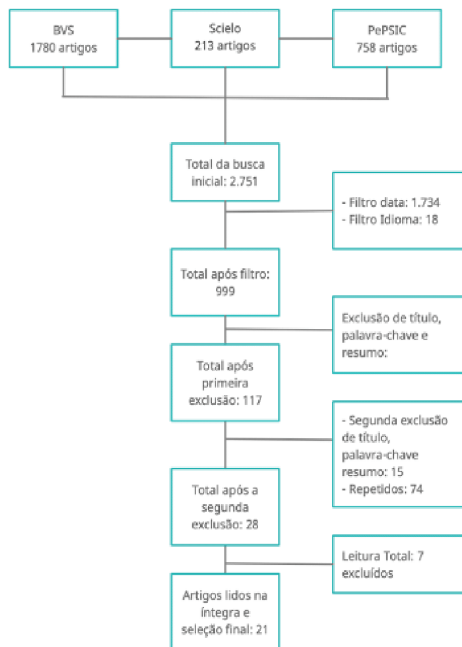 BVS
1780 artigos
Scielo
213 artigos
PePSIC
758 artigos
Total da busca
inicial: 2.751
- Filtro data: 1.734
- Filtro Idioma: 18
Total após filtro:
999
Exclusão de título,
palavra-chave e
resumo:
Total após
primeira
exclusão: 117
- Segunda exclusão
de título,
palavra-chave
resumo: 15
- Repetidos: 74
Total após a
segunda
exclusão: 28
Leitura Total: 7
excluídos
Artigos lidos na
íntegra e
seleção final: 21